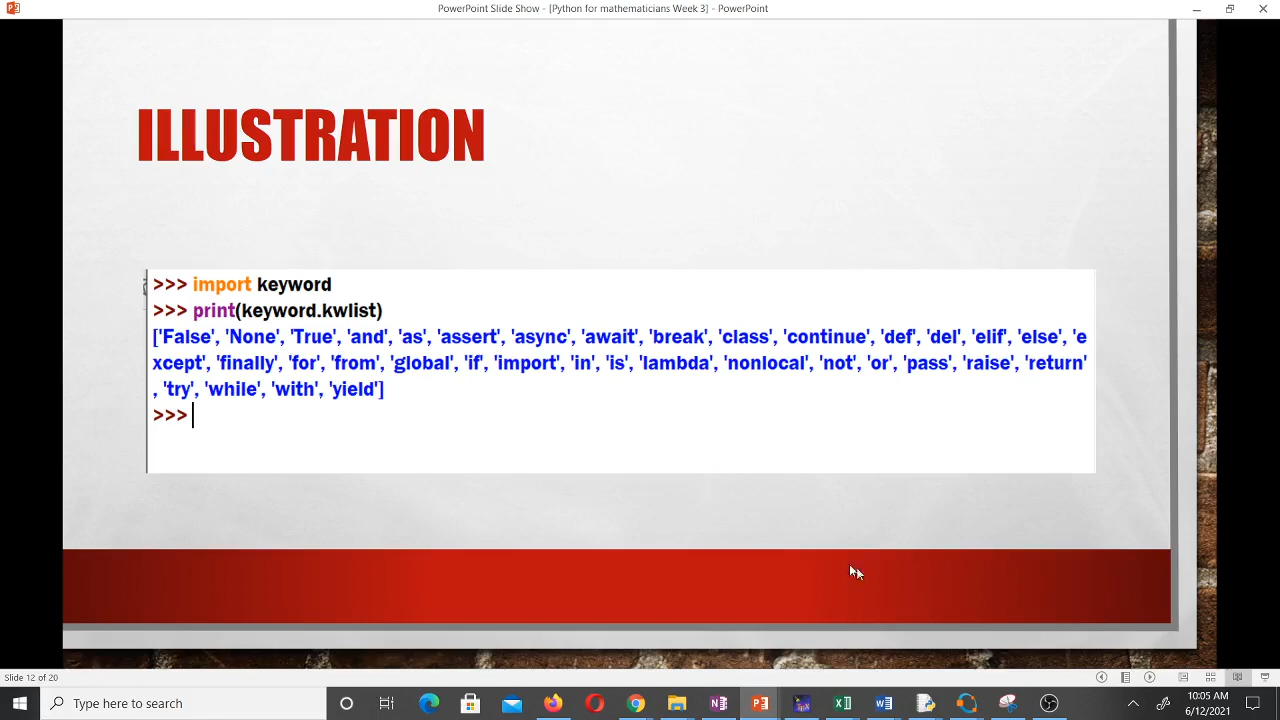 PowerPoint Slide Show - [Python for mathematicians Week 3] - PowerPoint
ILLUSTRATION
>>> import keyword
>>> print(keyword.kwlist)
['False', 'None', 'True', 'and', 'as', 'assert', 'async', 'await', 'break', 'class', 'continue', 'def', 'del', 'elif', 'else', 'e
xcept', 'finally', 'for', 'from', 'global', 'if', 'import', 'in', 'is', 'lambda', 'nonlocal', 'not', 'or', 'pass', 'raise', 'return'
, 'try', 'while', 'with', 'yield']
>>>
Slide 12 of 20
Type here to search
10:05 AM
6/12/2021